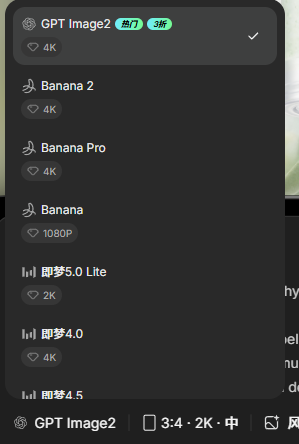 GPT Image2 热门 3折
4K
Banana 2
4K
Banana Pro
4K
Banana
1080P
即梦5.0 Lite
2K
即梦4.0
4K
即梦4.5
GPT Image2 3:4 · 2K · 中 风